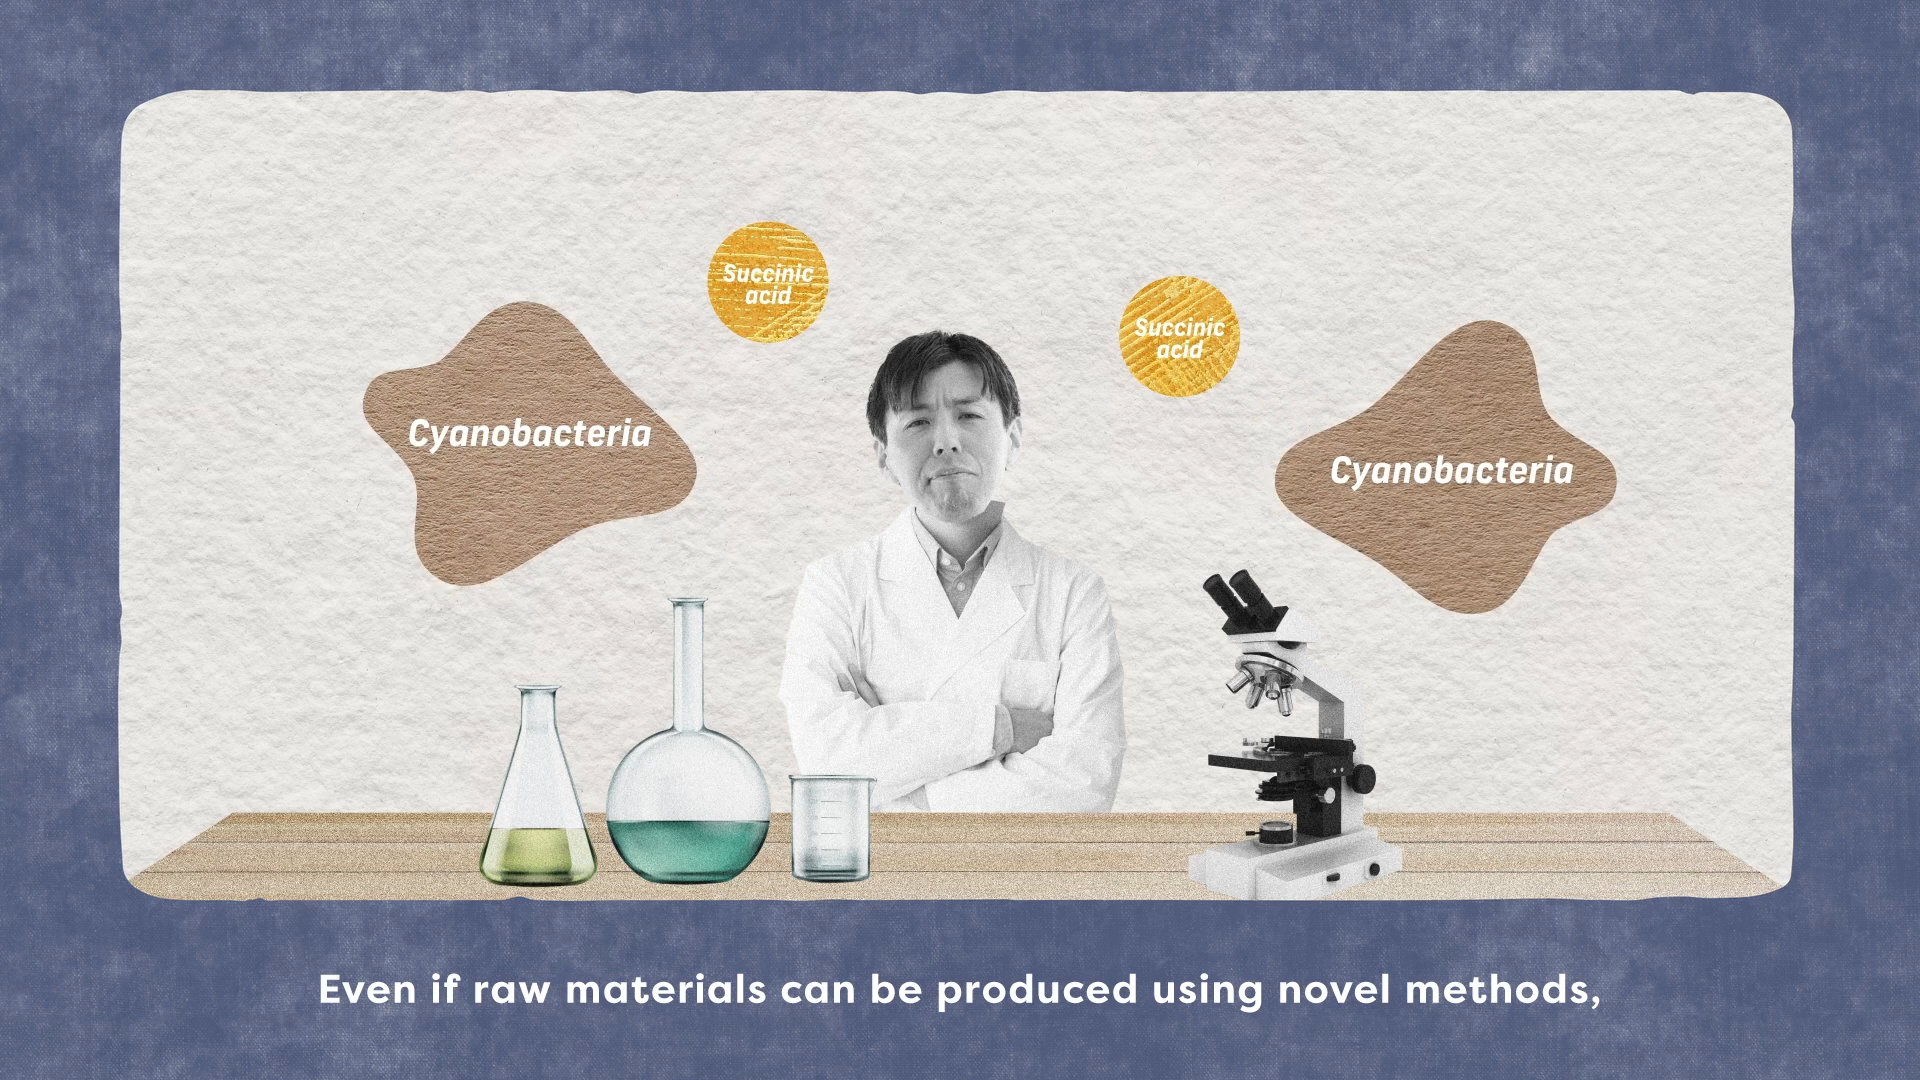 Succinic
acid
Succinic
acid
Cyanobacteria
Cyanobacteria
Even if raw materials can be produced using novel methods,